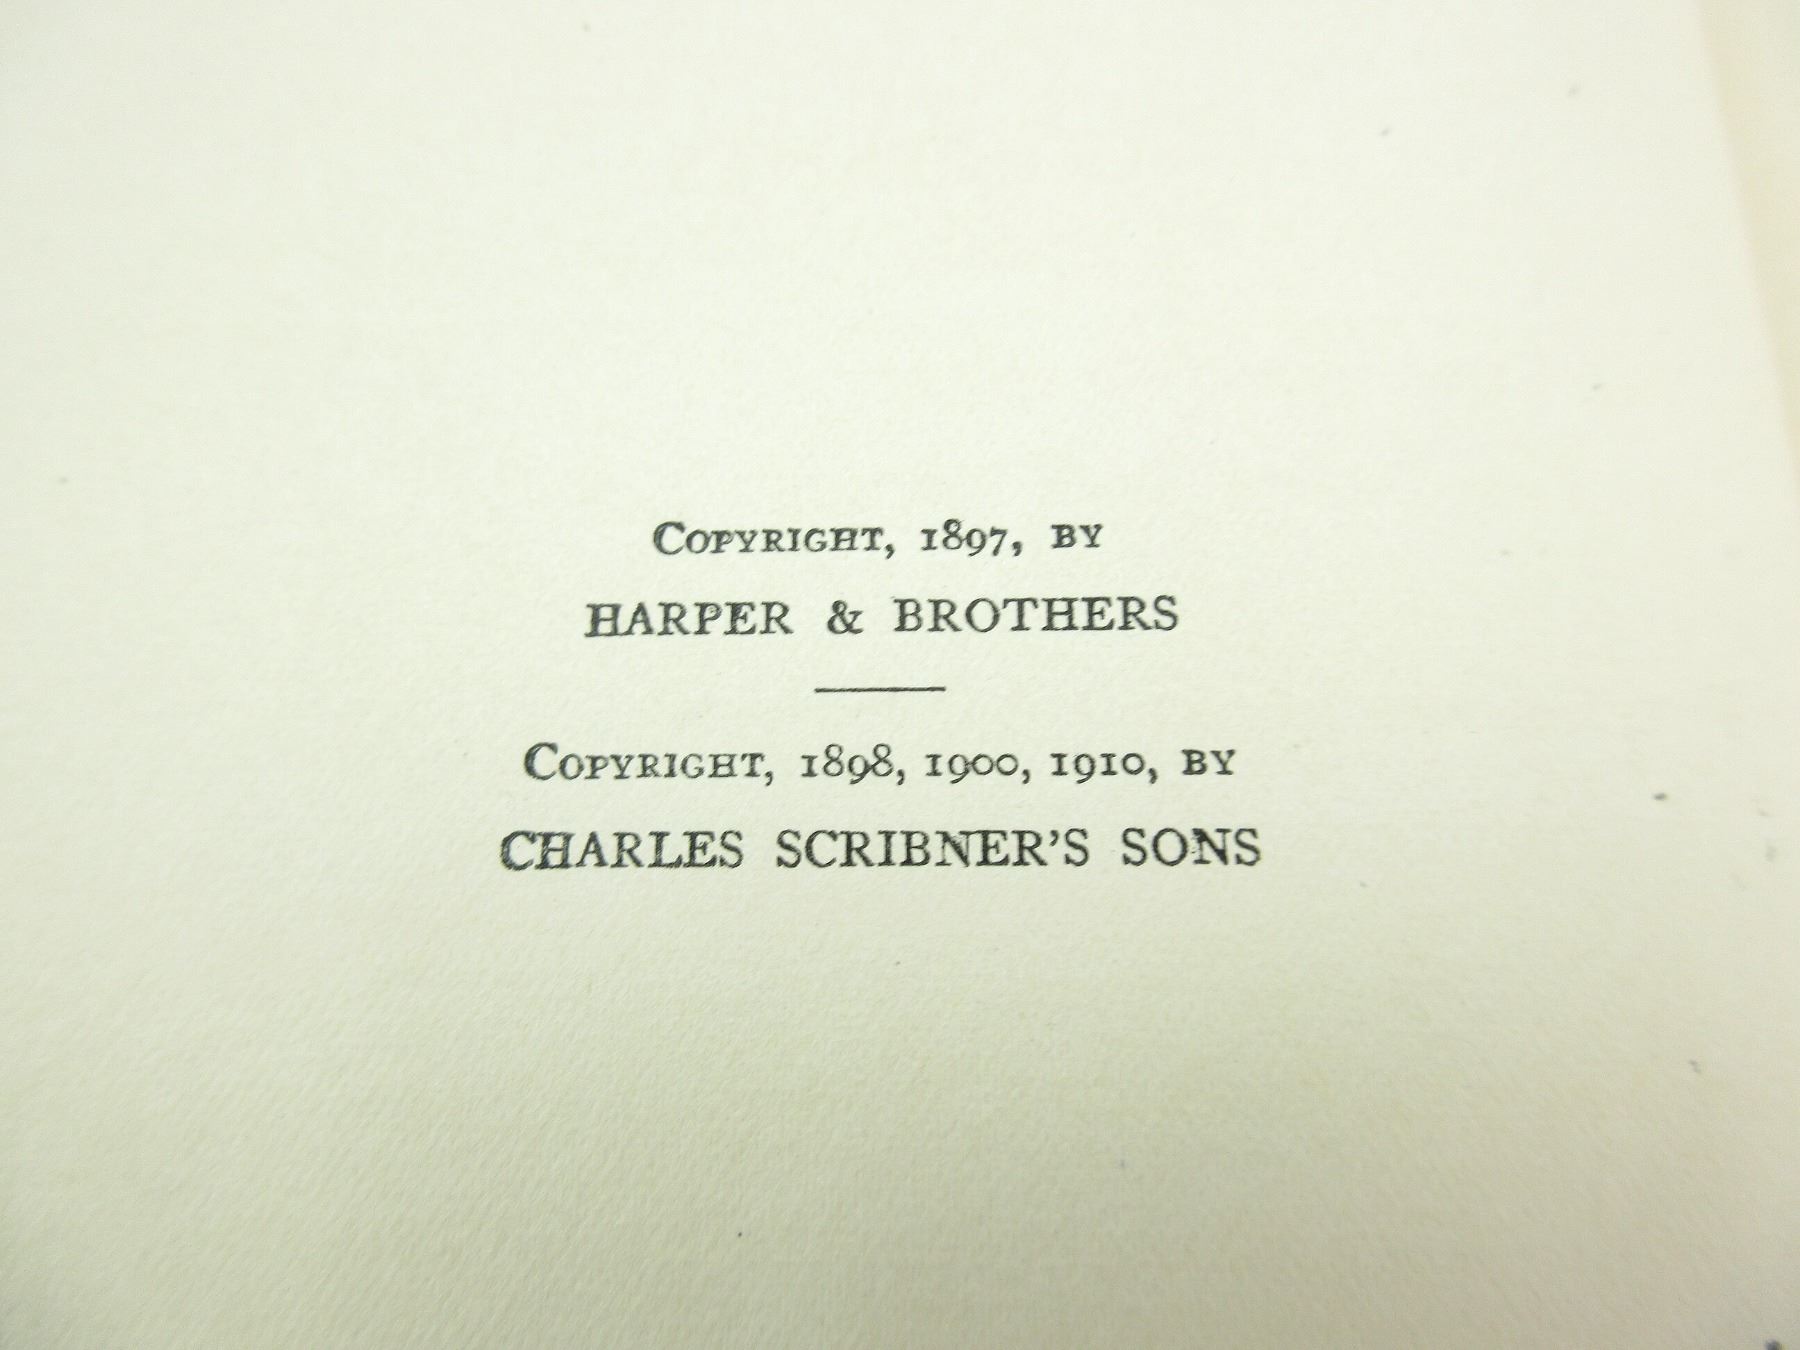 Copyright, 1897, by
HARPER & BROTHERS
Copyright, 1898, 1900, 1910, by
CHARLES SCRIBNER'S SONS